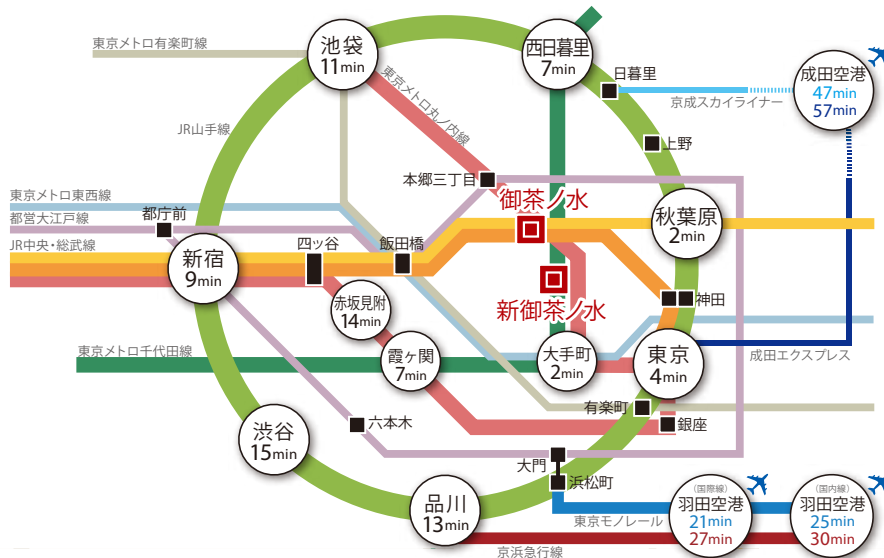 東京メトロ有楽町線
池袋
11min
西日暮里
7min
日暮里
成田空港
47min
57min
京成スカイライナー
東京メトロ丸ノ内線
JR山手線
上野
本郷三丁目
東京メトロ東西線
都営大江戸線
都庁前
御茶ノ水
秋葉原
2min
JR中央・総武線
新宿
9min
四ッ谷
飯田橋
新御茶ノ水
神田
赤坂見附
14min
東京メトロ千代田線
霞ヶ関
7min
大手町
2min
東京
4min
成田エクスプレス
有楽町
六本木
銀座
渋谷
15min
大門
浜松町
品川
13min
東京モノレール
(国際線)
羽田空港
21min
27min
(国内線)
羽田空港
25min
30min
京浜急行線